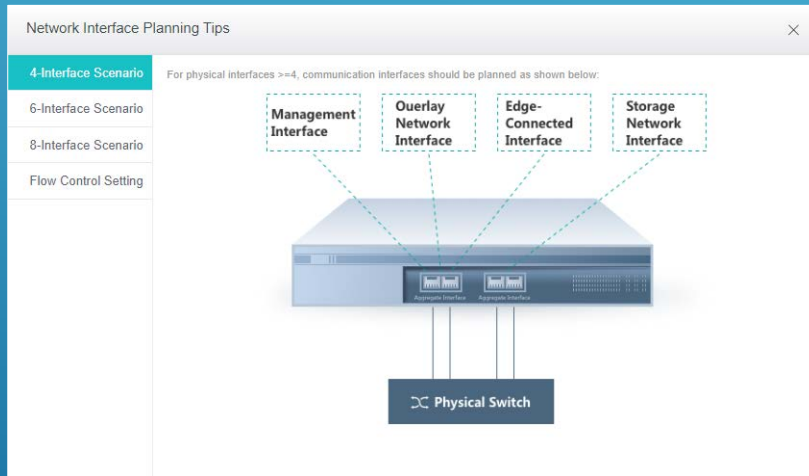 Network Interface Planning Tips
4-Interface Scenario
For physical interfaces >=4, communication interfaces should be planned as shown below:
6-Interface Scenario
8-Interface Scenario
Flow Control Setting
Management
Interface
Ouerlay
Network
Interface
Edge-
Connected
Interface
Storage
Network
Interface
Aggregate Interface
Aggregate Interface
Physical Switch